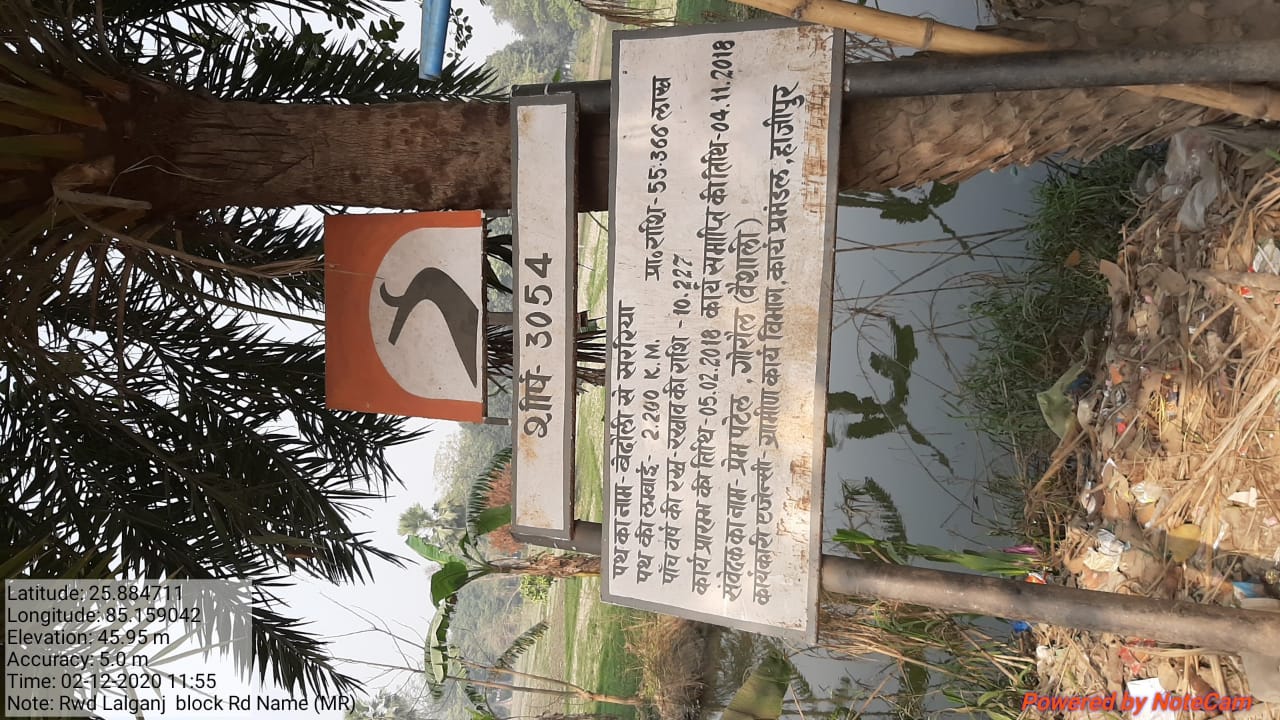 शीर्ष- 3054
पथ का नाम- बेदौली से सररिया
पथ की लम्बाई- 2.200 K.M. प्रा० राशि- 55.366 लाख
पाँच वर्ष की रख-रखाव की राशि -10.227
कार्य प्रारम्भ की तिथि- 05.02.2018 कार्य समाप्ति की तिथि-04.11.2018
संवेदक का नाम- प्रेम पटेल , गोरौल (वैशाली)
कार्यकारी एजेन्सी- ग्रामिण कार्य विभाग, कार्य प्रमंडल , हाजीपुर
Latitude: 25.884711
Longitude: 85.159042
Elevation: 45.95 m
Accuracy: 5.0 m
Time: 02-12-2020 11:55
Note: Rwd Lalganj block Rd Name (MR)
Powered by NoteCam